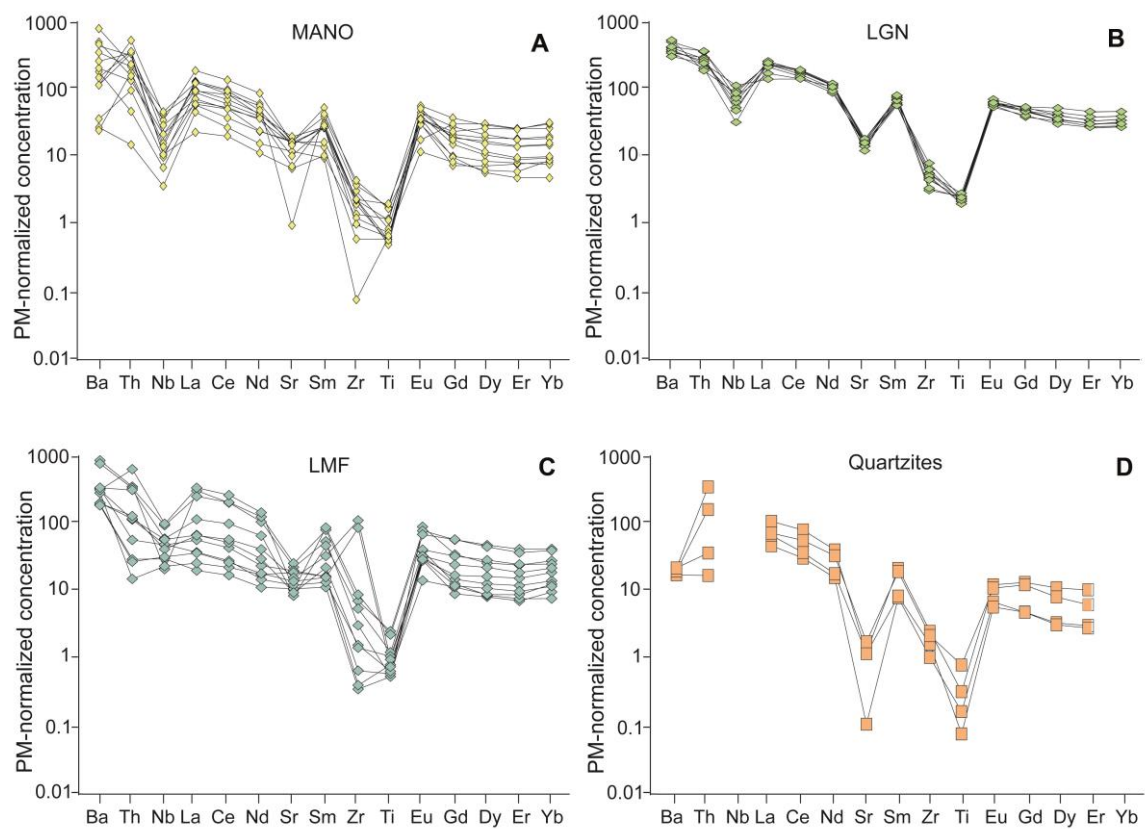 MANO
A
PM-normalized concentration
1000
100
10
1
0.1
0.01
Ba Th Nb La Ce Nd Sr Sm Zr Ti Eu Gd Dy Er Yb
LGN
B
PM-normalized concentration
1000
100
10
1
0.1
0.01
Ba Th Nb La Ce Nd Sr Sm Zr Ti Eu Gd Dy Er Yb
LMF
C
PM-normalized concentration
1000
100
10
1
0.1
0.01
Ba Th Nb La Ce Nd Sr Sm Zr Ti Eu Gd Dy Er Yb
Quartzites
D
PM-normalized concentration
1000
100
10
1
0.1
0.01
Ba Th Nb La Ce Nd Sr Sm Zr Ti Eu Gd Dy Er Yb